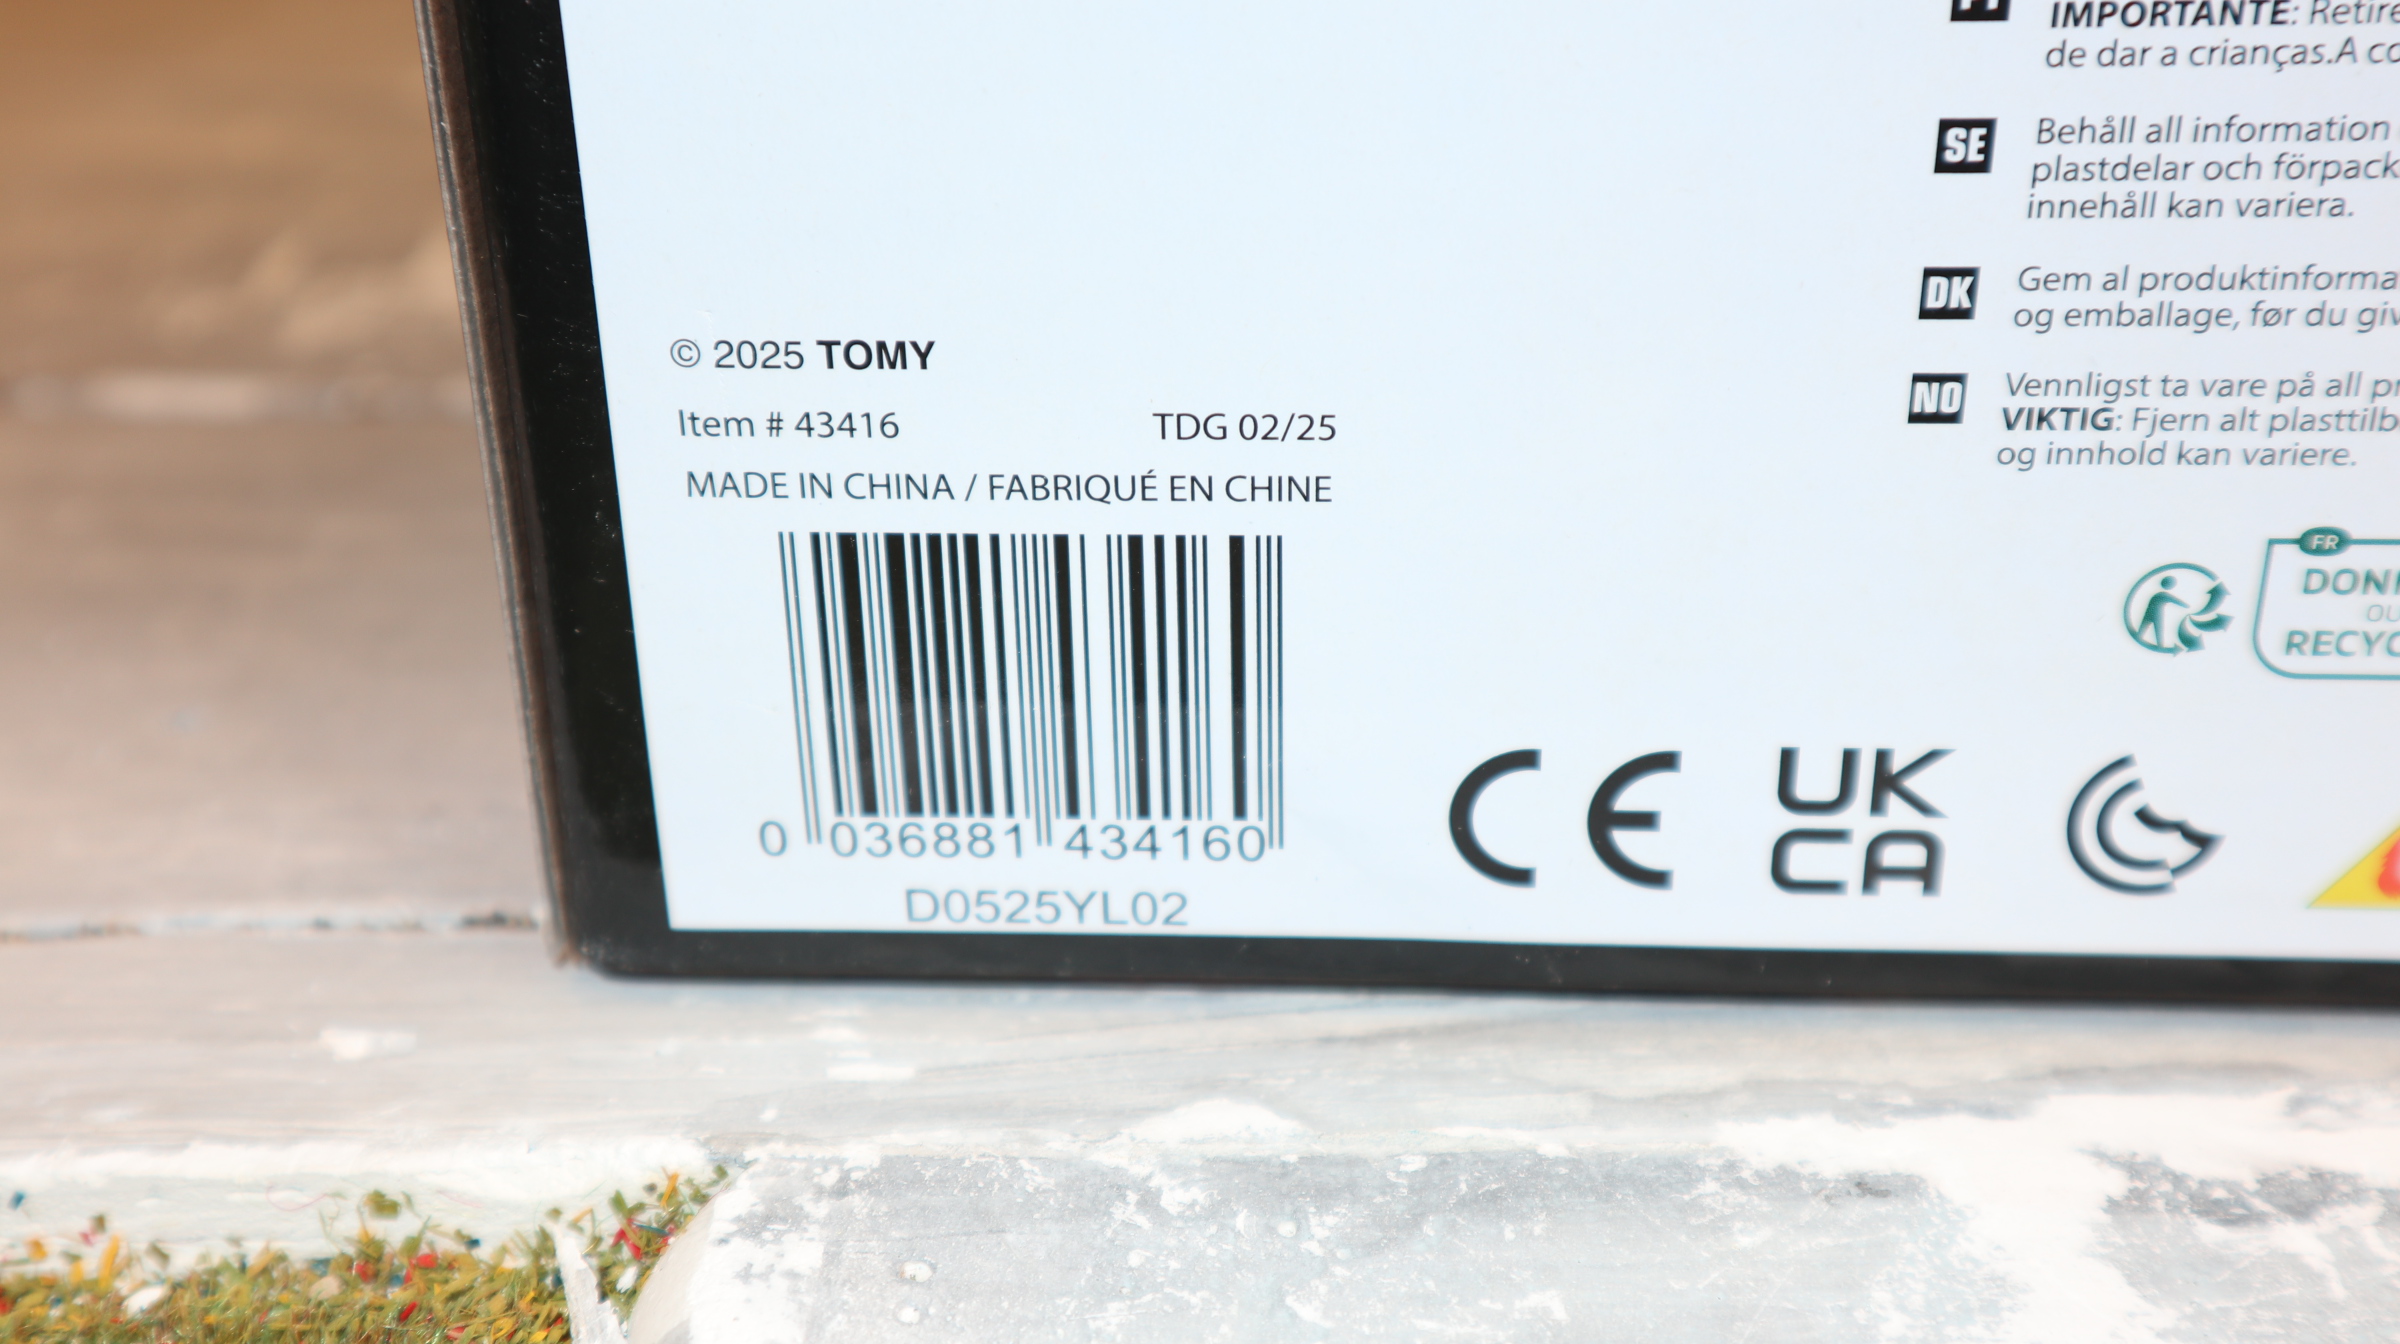 IMPORTANTE: Retire
de dar a crianças.A co
SE
Behåll all information
plastdelar och förpack
innehåll kan variera.
DK
Gem al produktinforma
og emballage, før du giv
NO
Vennligst ta vare på all pr
VIKTIG: Fjern alt plasttilb
og innhold kan variere.
© 2025 TOMY
Item # 43416 TDG 02/25
MADE IN CHINA / FABRIQUÉ EN CHINE
0 036881 434160
D0525YL02
FR
DONN
OU
RECYC
CE
UK
CA